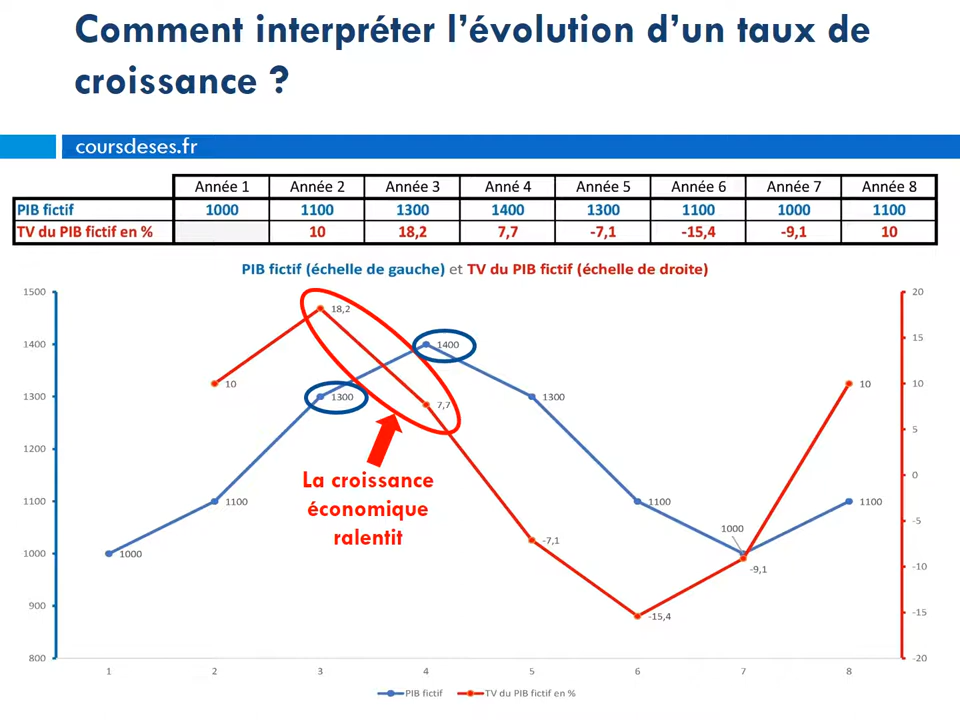 Comment interpréter l’évolution d’un taux de
croissance ?
coursdeses.fr
Année 1 Année 2 Année 3 Anné 4 Année 5 Année 6 Année 7 Année 8
PIB fictif 1000 1100 1300 1400 1300 1100 1000 1100
TV du PIB fictif en % 10 18,2 7,7 -7,1 -15,4 -9,1 10
PIB fictif (échelle de gauche) et TV du PIB fictif (échelle de droite)
1500 20
18,2
1400 1400 15
1300 1300 1300 10 10 10
7,7
1200 5
La croissance
économique
ralentit
0
1100 1100 1100 1100 -5
1000 -7,1
1000 1000 -9,1 -10
900 -15,4 -15
800 -20
1 2 3 4 5 6 7 8
PIB fictif TV du PIB fictif en %